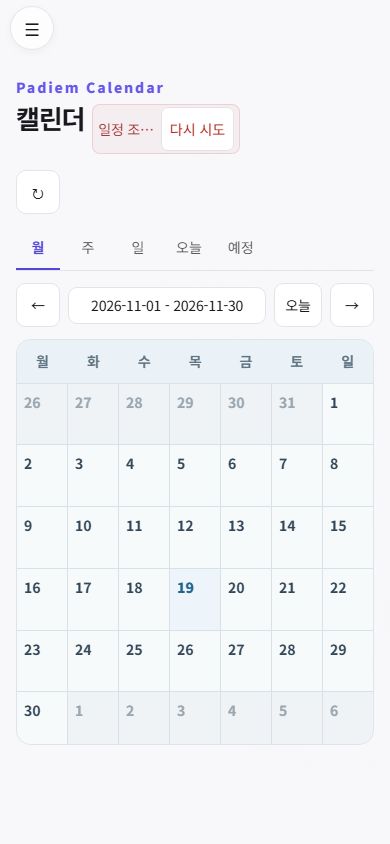 ☰
Padiem Calendar
캘린더 일정 조… 다시 시도
↻
월 주 일 오늘 예정
← 2026-11-01 - 2026-11-30 오늘 →
월 화 수 목 금 토 일
26 27 28 29 30 31 1
2 3 4 5 6 7 8
9 10 11 12 13 14 15
16 17 18 19 20 21 22
23 24 25 26 27 28 29
30 1 2 3 4 5 6